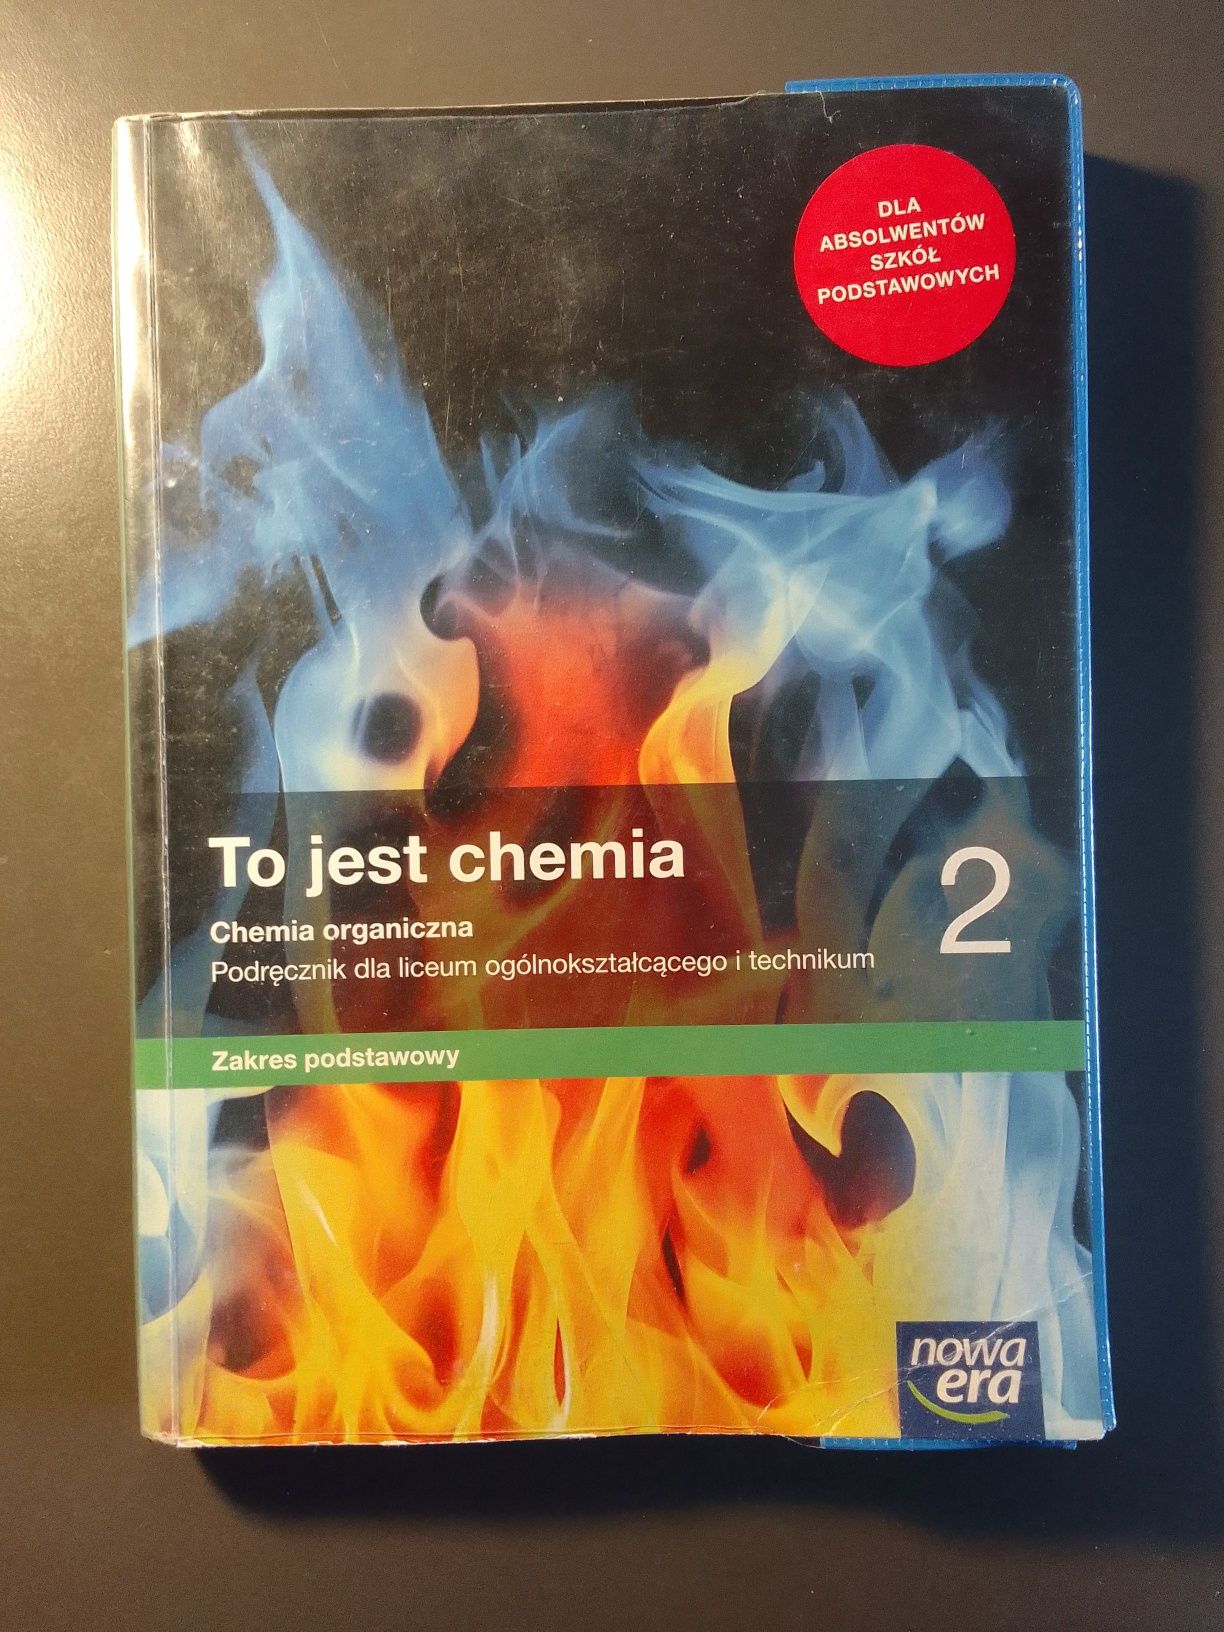 DLA
ABSOLWENTÓW
SZKÓŁ
PODSTAWOWYCH
To jest chemia
2
Chemia organiczna
Podręcznik dla liceum ogólnokształcącego i technikum
Zakres podstawowy
nowa
era